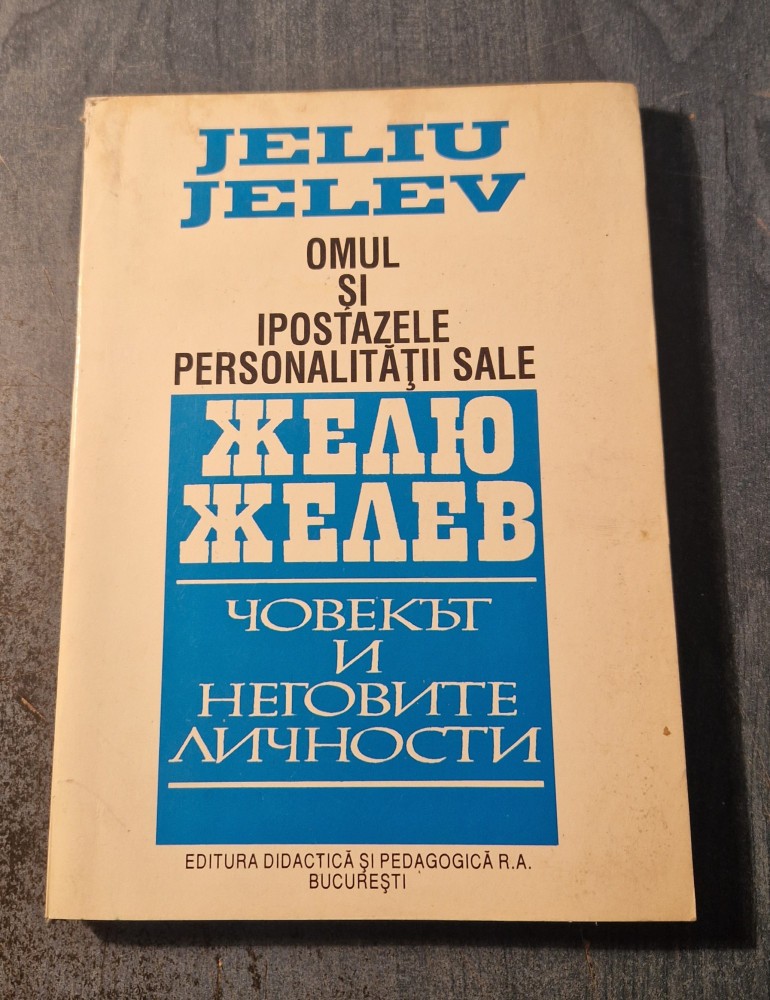 JELIU
JELEV
OMUL
ŞI
IPOSTAZELE
PERSONALITĂŢII SALE
ЖЕЛЮ
ЖЕЛЕВ
ЧОВЕКЪТ
И
НЕГОВИТЕ
ЛИЧНОСТИ
EDITURA DIDACTICĂ ŞI PEDAGOGICĂ R.A.
BUCUREŞTI